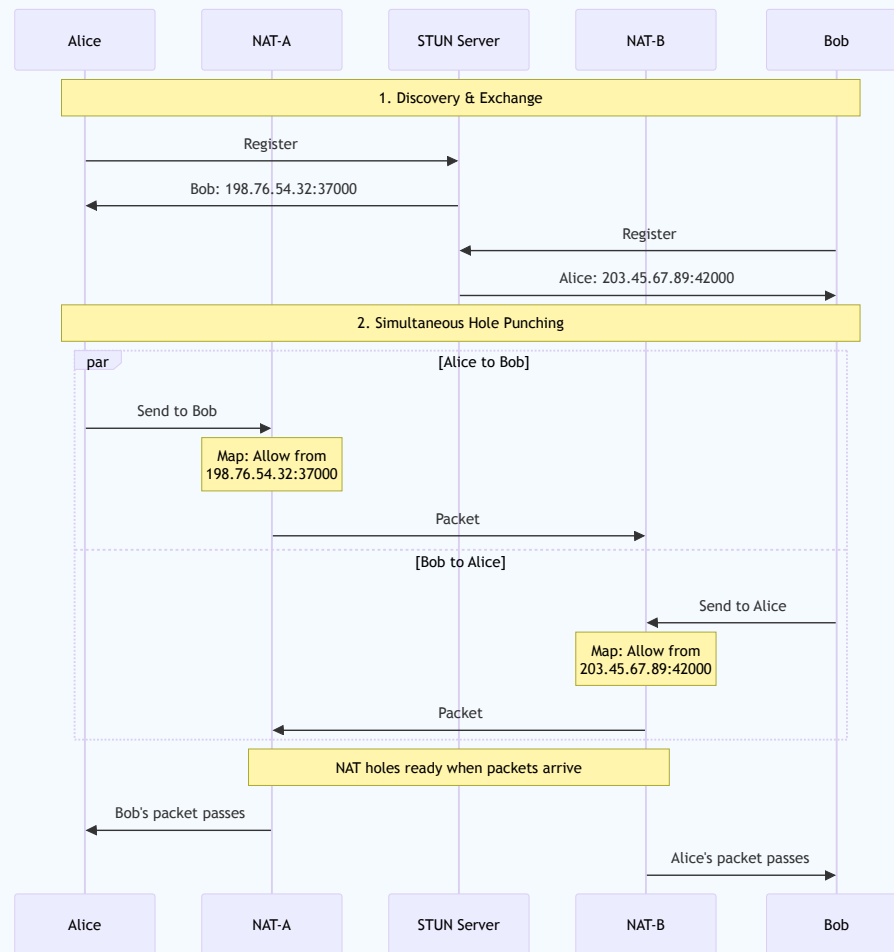 Alice
NAT-A
STUN Server
NAT-B
Bob
1. Discovery & Exchange
Register
Bob: 198.76.54.32:37000
Register
Alice: 203.45.67.89:42000
2. Simultaneous Hole Punching
par
[Alice to Bob]
Send to Bob
Map: Allow from
198.76.54.32:37000
Packet
[Bob to Alice]
Send to Alice
Map: Allow from
203.45.67.89:42000
Packet
NAT holes ready when packets arrive
Bob's packet passes
Alice's packet passes
Alice
NAT-A
STUN Server
NAT-B
Bob